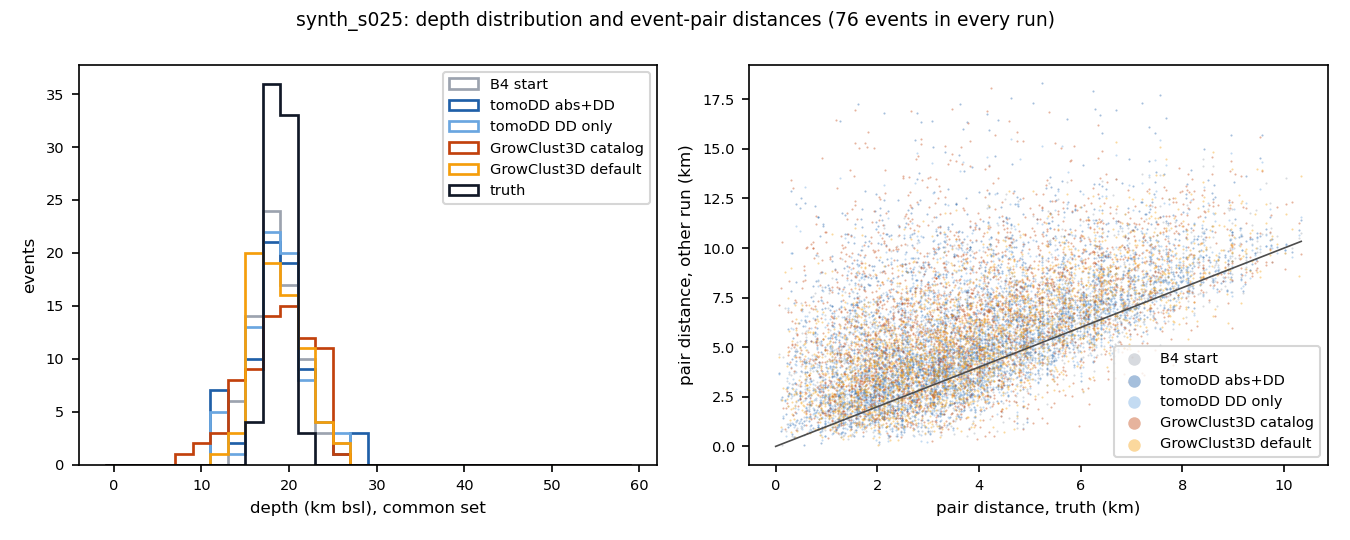 synth_s025: depth distribution and event-pair distances (76 events in every run)
events
35
30
25
20
15
10
5
0
B4 start
tomoDD abs+DD
tomoDD DD only
GrowClust3D catalog
GrowClust3D default
truth
0 10 20 30 40 50 60
depth (km bsl), common set
pair distance, other run (km)
17.5
15.0
12.5
10.0
7.5
5.0
2.5
0.0
B4 start
tomoDD abs+DD
tomoDD DD only
GrowClust3D catalog
GrowClust3D default
0 2 4 6 8 10
pair distance, truth (km)